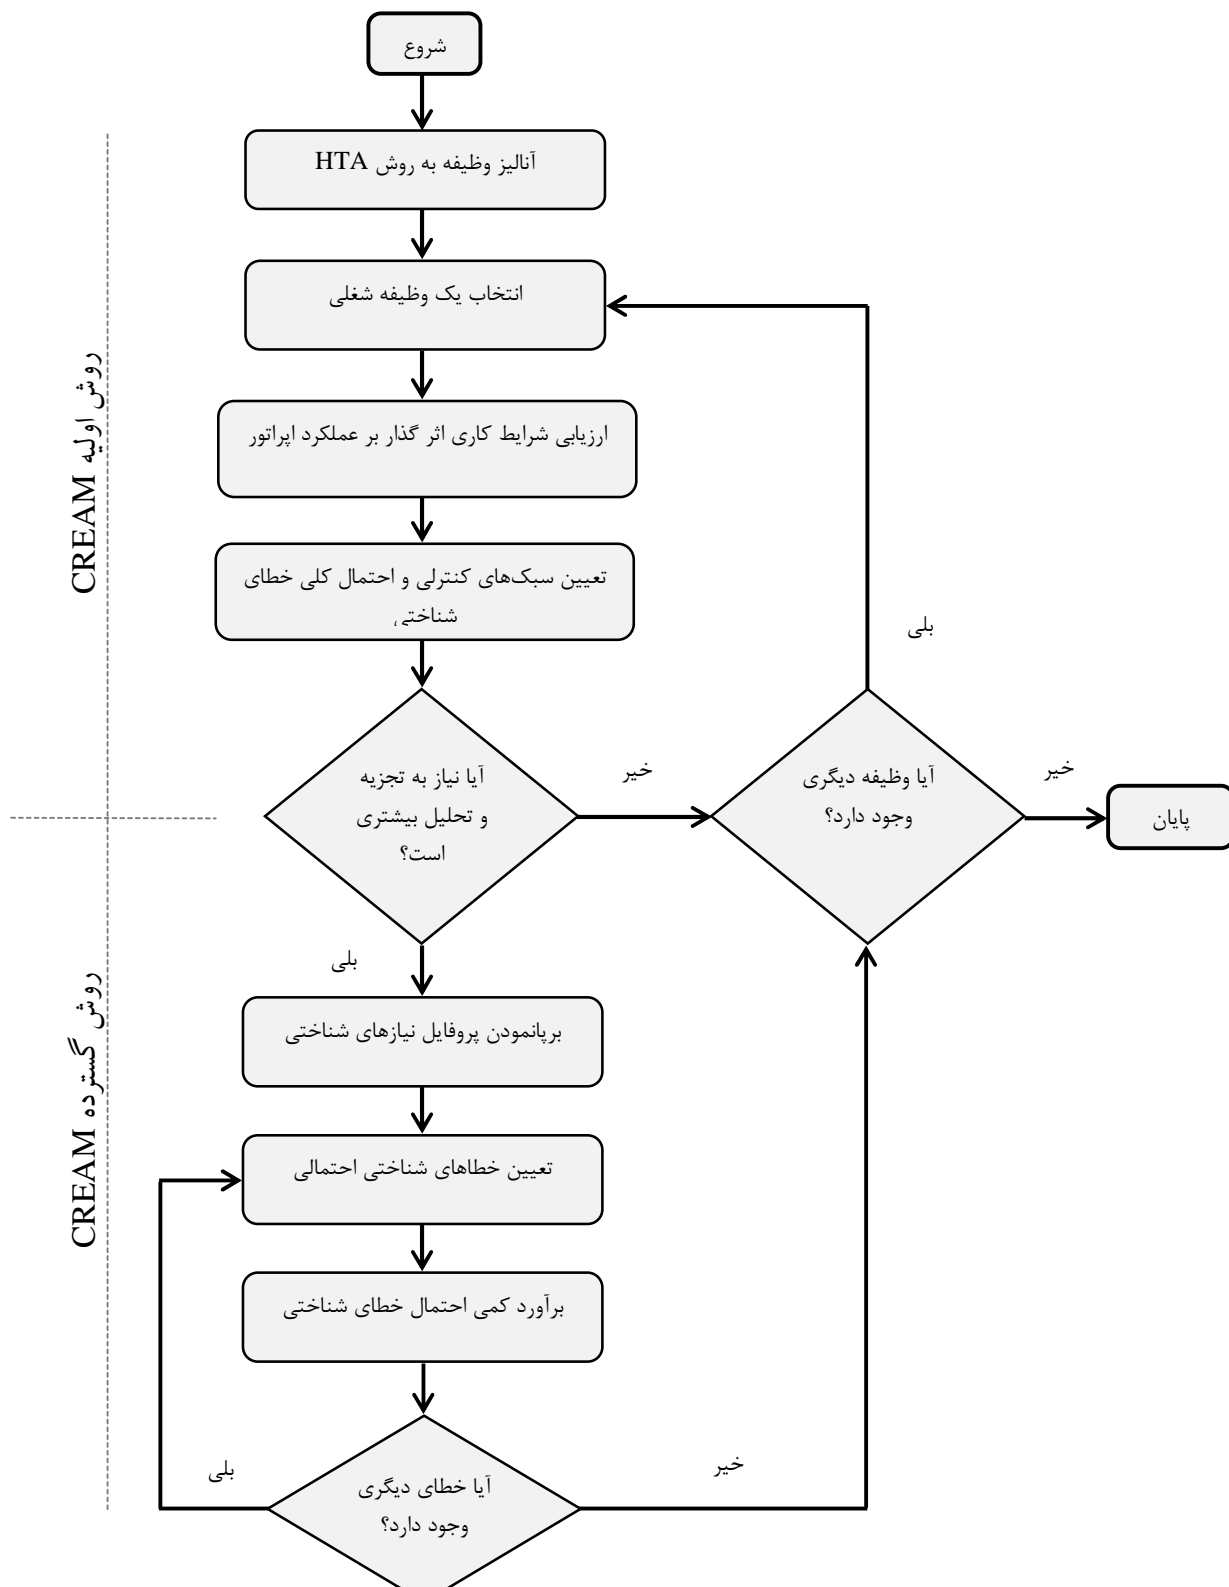 شروع
آنالیز وظیفه به روش HTA
انتخاب یک وظیفه شغلی
ارزیابی شرایط کاری اثر گذار بر عملکرد اپراتور
تعیین سبک‌های کنترلی و احتمال کلی خطای
شناختی
روش اولیه CREAM
بلی
آیا نیاز به تجزیه
و تحلیل بیشتری
است؟
خیر
آیا وظیفه دیگری
وجود دارد؟
خیر
پایان
بلی
برپانمودن پروفایل نیازهای شناختی
تعیین خطاهای شناختی احتمالی
برآورد کمی احتمال خطای شناختی
روش گسترده CREAM
آیا خطای دیگری
وجود دارد؟
بلی
خیر